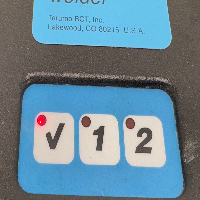 Terumo BCT, Inc.
Lakewood, CO 80215 U.S.A.
✓ 1 2